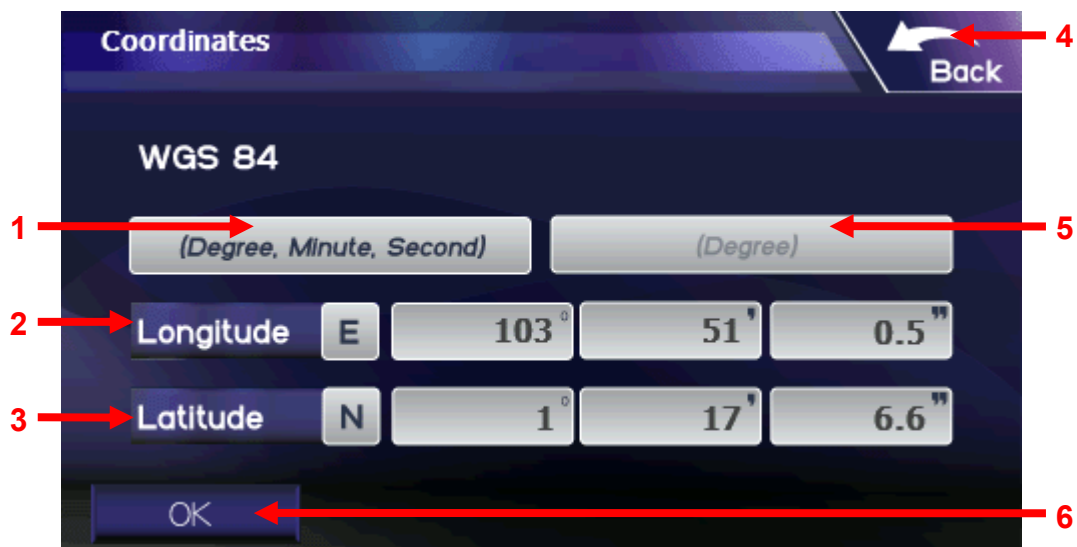 Coordinates
4
Back
WGS 84
1
(Degree, Minute, Second)
(Degree)
5
2
Longitude E 103° 51' 0.5"
3
Latitude N 1° 17' 6.6"
OK
6